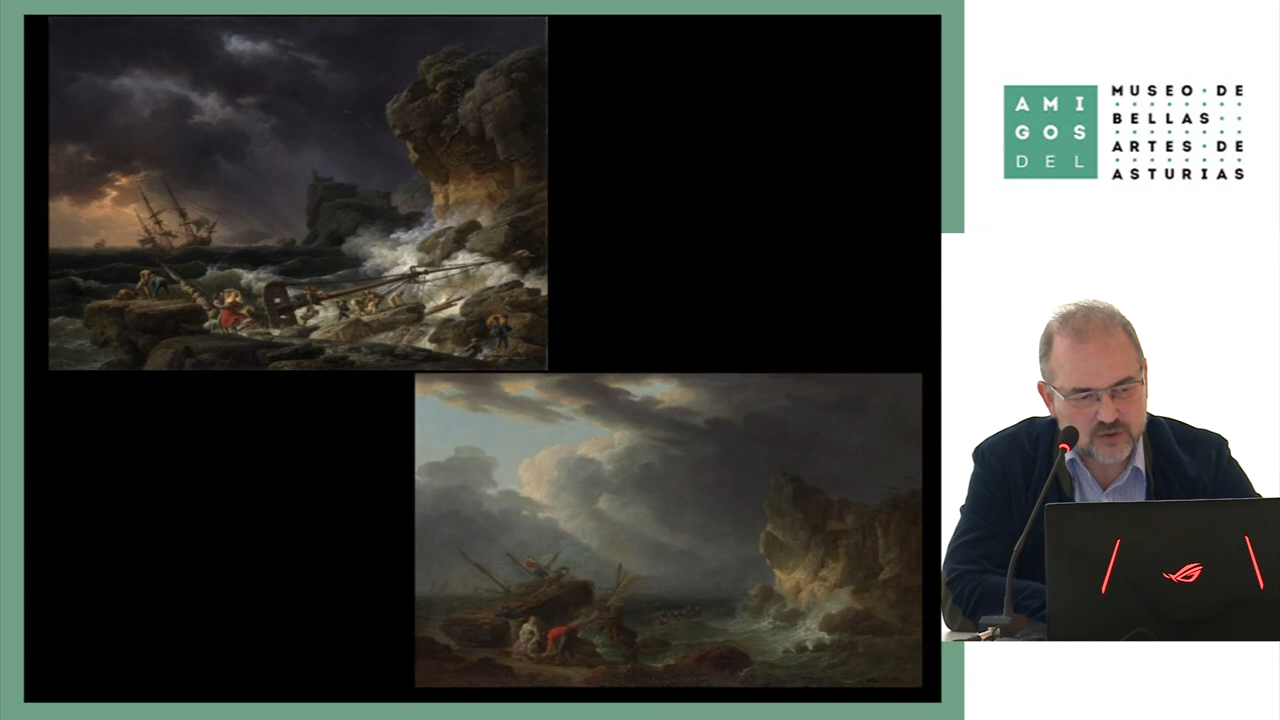 AMI
GOS
DEL
MUSEO DE
BELLAS
ARTES DE
ASTURIAS